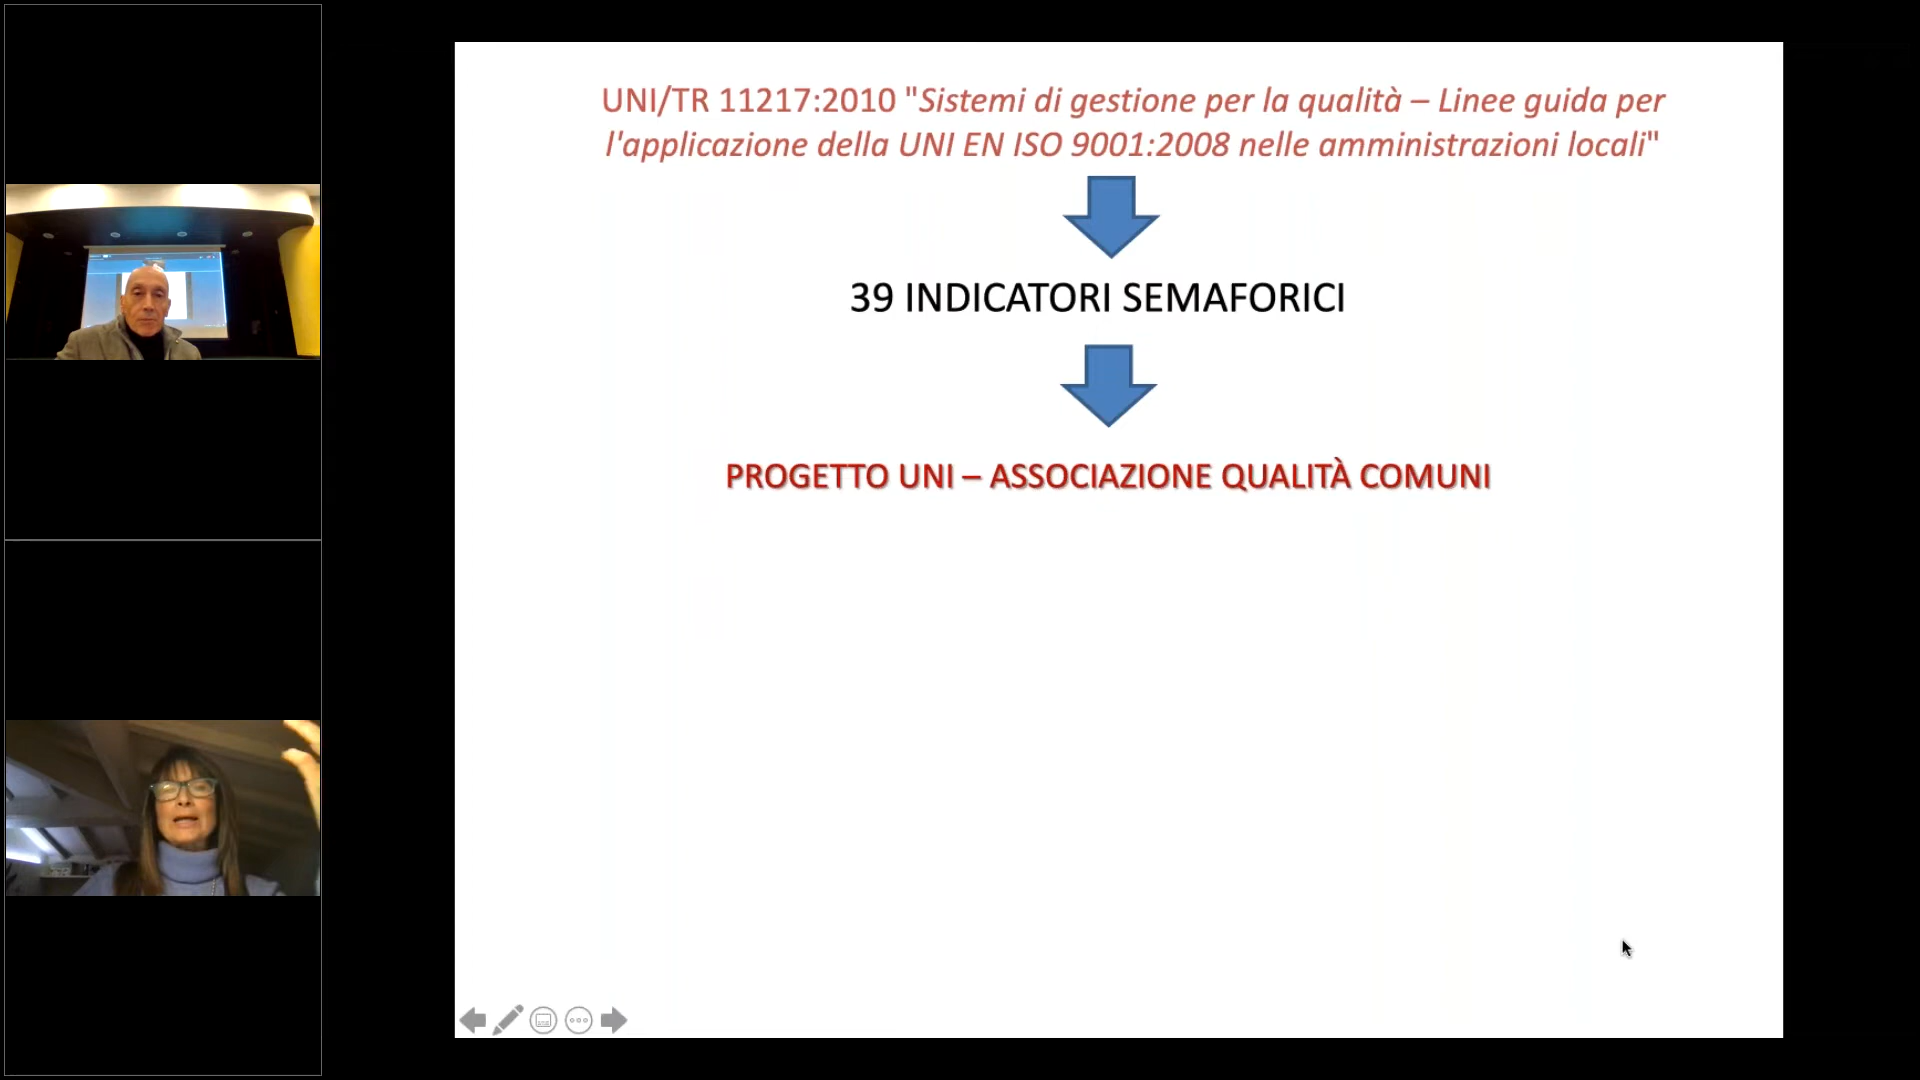 UNI/TR 11217:2010 "Sistemi di gestione per la qualità – Linee guida per
l'applicazione della UNI EN ISO 9001:2008 nelle amministrazioni locali"
39 INDICATORI SEMAFORICI
PROGETTO UNI – ASSOCIAZIONE QUALITÀ COMUNI